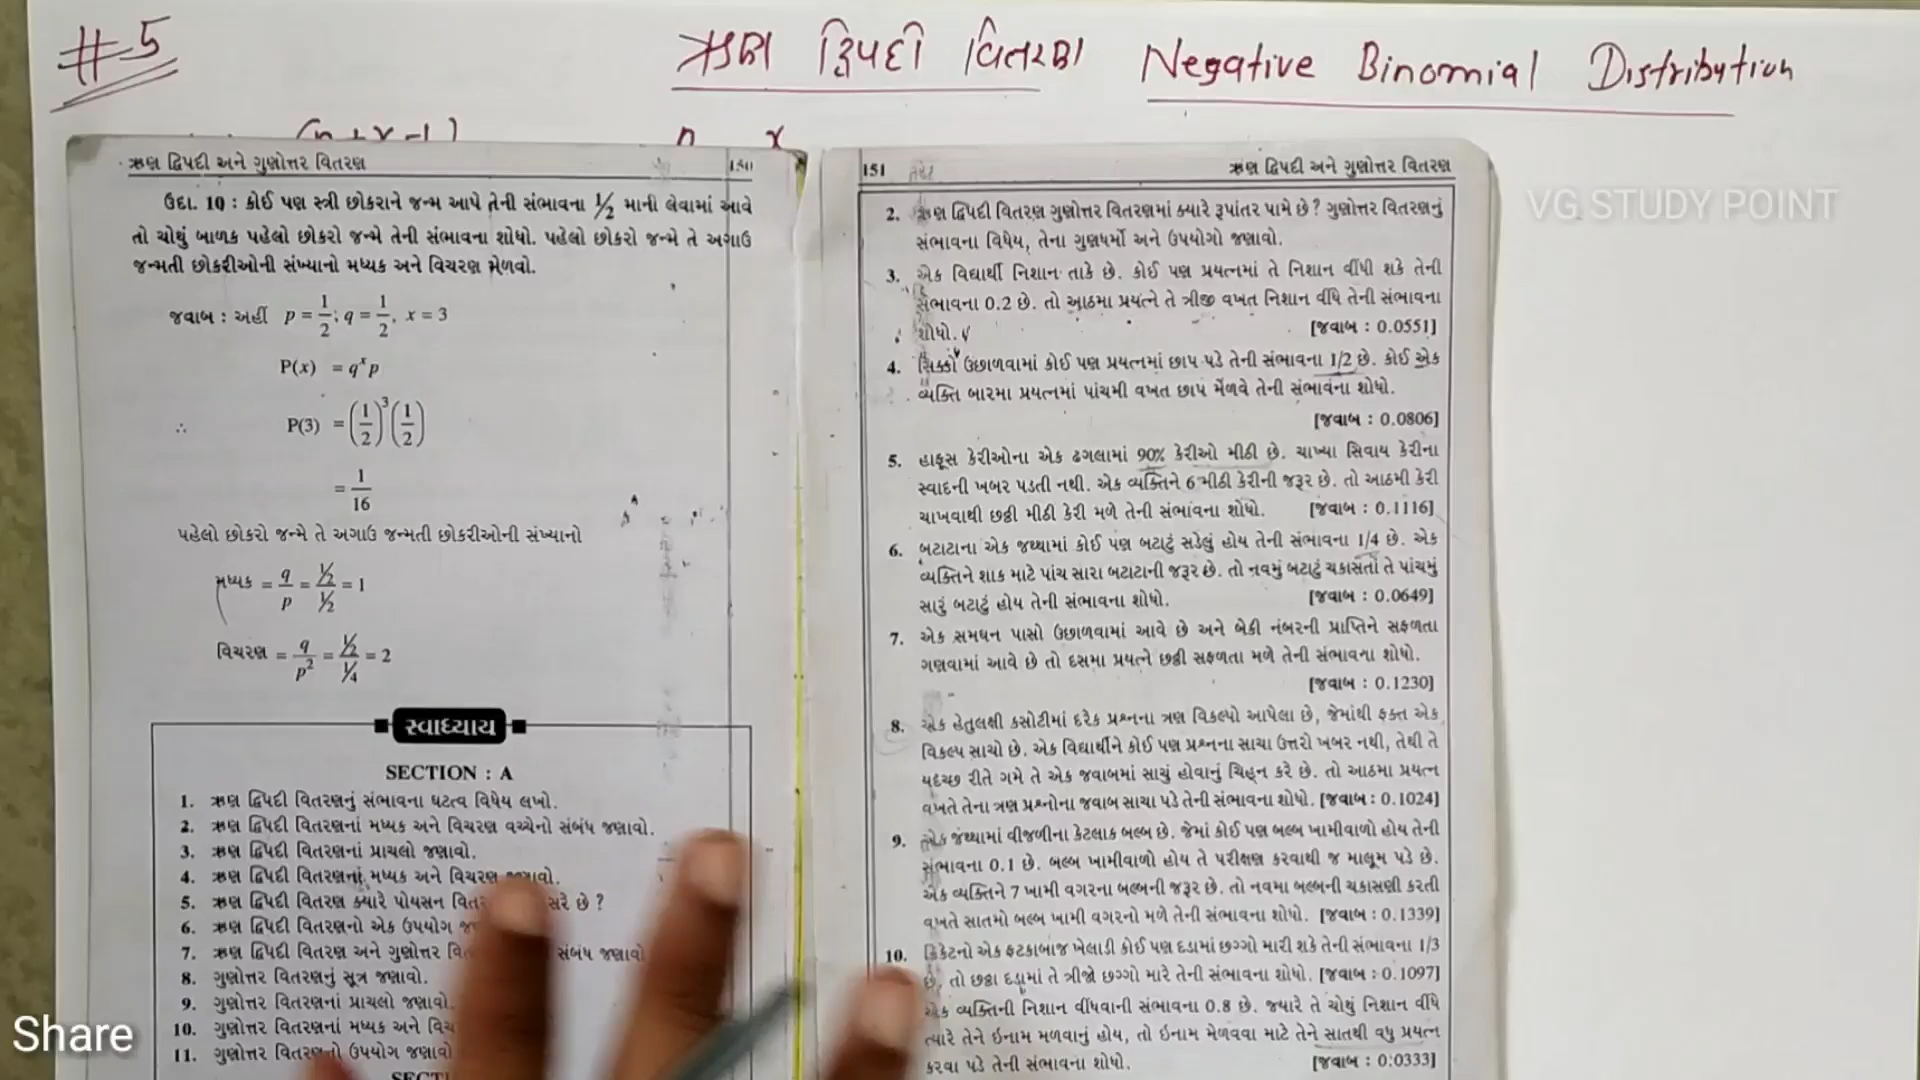 #5
ઋણ દ્વિપદી વિતરણ Negative Binomial Distribution
VG STUDY POINT
ઋણ દ્વિપદી અને ગુણોત્તર વિતરણ 150
ઉદા. 10 : કોઈ પણ સ્ત્રી છોકરાને જન્મ આપે તેની સંભાવના 1/2 માની લેવામાં આવે
તો ચોથું બાળક પહેલો છોકરો જન્મે તેની સંભાવના શોધો. પહેલો છોકરો જન્મે તે અગાઉ
જન્મતી છોકરીઓની સંખ્યાનો મધ્યક અને વિચરણ મેળવો.
જવાબ : અહીં p = 1/2; q = 1/2, x = 3
P(x) = q^x p
∴ P(3) = (1/2)^3 (1/2)
= 1/16
પહેલો છોકરો જન્મે તે અગાઉ જન્મતી છોકરીઓની સંખ્યાનો
મધ્યક = q/p = ½/½ = 1
વિચરણ = q/p² = ½/¼ = 2
સ્વાધ્યાય
SECTION : A
1. ઋણ દ્વિપદી વિતરણનું સંભાવના ઘટત્વ વિધેય લખો.
2. ઋણ દ્વિપદી વિતરણનાં મધ્યક અને વિચરણ વચ્ચેનો સંબંધ જણાવો.
3. ઋણ દ્વિપદી વિતરણનાં પ્રાચલો જણાવો.
4. ઋણ દ્વિપદી વિતરણનાં મધ્યક અને વિચરણ
5. ઋણ દ્વિપદી વિતરણ ક્યારે પોયસન છે ?
6. ઋણ દ્વિપદી વિતરણનો એક ઉપયોગ
7. ઋણ દ્વિપદી વિતરણ અને ગુણોત્તર સંબંધ જણાવો
8. ગુણોત્તર વિતરણનું સૂત્ર જણાવો.
9. ગુણોત્તર વિતરણનાં પ્રાચલો જણાવો.
10. ગુણોત્તર વિતરણનાં મધ્યક અને
11. ગુણોત્તર વિતરણનો ઉપયોગ જણાવો
151 ઋણ દ્વિપદી અને ગુણોત્તર વિતરણ
2. ઋણ દ્વિપદી વિતરણ ગુણોત્તર વિતરણમાં ક્યારે રૂપાંતર પામે છે ? ગુણોત્તર વિતરણનું
સંભાવના વિધેય, તેના ગુણધર્મો અને ઉપયોગો જણાવો.
3. એક વિદ્યાર્થી નિશાન તાકે છે. કોઈ પણ પ્રયત્નમાં તે નિશાન વીંધી શકે તેની
સંભાવના 0.2 છે. તો આઠમા પ્રયત્ને તે ત્રીજી વખત નિશાન વીંધે તેની સંભાવના
શોધો. [જવાબ : 0.0551]
4. સિક્કો ઉછાળવામાં કોઈ પણ પ્રયત્નમાં છાપ પડે તેની સંભાવના 1/2 છે. કોઈ એક
વ્યક્તિ બારમા પ્રયત્નમાં પાંચમી વખત છાપ મેળવે તેની સંભાવના શોધો.
[જવાબ : 0.0806]
5. હાફૂસ કેરીઓના એક ઢગલામાં 90% કેરીઓ મીઠી છે. ચાખ્યા સિવાય કેરીના
સ્વાદની ખબર પડતી નથી. એક વ્યક્તિને 6 મીઠી કેરીની જરૂર છે. તો આઠમી કેરી
ચાખવાથી છઠ્ઠી મીઠી કેરી મળે તેની સંભાવના શોધો. [જવાબ : 0.1116]
6. બટાટાના એક જથ્થામાં કોઈ પણ બટાટું સડેલું હોય તેની સંભાવના 1/4 છે. એક
વ્યક્તિને શાક માટે પાંચ સારા બટાટાની જરૂર છે. તો નવમું બટાટું ચકાસતાં તે પાંચમું
સારું બટાટું હોય તેની સંભાવના શોધો. [જવાબ : 0.0649]
7. એક સમઘન પાસો ઉછાળવામાં આવે છે અને બેકી નંબરની પ્રાપ્તિને સફળતા
ગણવામાં આવે છે તો દસમા પ્રયત્ને છઠ્ઠી સફળતા મળે તેની સંભાવના શોધો.
[જવાબ : 0.1230]
8. એક હેતુલક્ષી કસોટીમાં દરેક પ્રશ્નના ત્રણ વિકલ્પો આપેલા છે, જેમાંથી ફક્ત એક
વિકલ્પ સાચો છે. એક વિદ્યાર્થીને કોઈ પણ પ્રશ્નના સાચા ઉત્તરો ખબર નથી, તેથી તે
યદચ્છ રીતે ગમે તે એક જવાબમાં સાચું હોવાનું ચિહ્ન કરે છે. તો આઠમા પ્રયત્ન
વખતે તેના ત્રણ પ્રશ્નોના જવાબ સાચા પડે તેની સંભાવના શોધો. [જવાબ : 0.1024]
9. એક જથ્થામાં વીજળીના કેટલાક બલ્બ છે. જેમાં કોઈ પણ બલ્બ ખામીવાળો હોય તેની
સંભાવના 0.1 છે. બલ્બ ખામીવાળો હોય તે પરીક્ષણ કરવાથી જ માલૂમ પડે છે.
એક વ્યક્તિને 7 ખામી વગરના બલ્બની જરૂર છે. તો નવમા બલ્બની ચકાસણી કરતી
વખતે સાતમો બલ્બ ખામી વગરનો મળે તેની સંભાવના શોધો. [જવાબ : 0.1339]
10. ક્રિકેટનો એક ફટકાબાજ ખેલાડી કોઈ પણ દડામાં છગ્ગો મારી શકે તેની સંભાવના 1/3
છે, તો છઠ્ઠા દડામાં તે ત્રીજો છગ્ગો મારે તેની સંભાવના શોધો. [જવાબ : 0.1097]
એક વ્યક્તિની નિશાન વીંધવાની સંભાવના 0.8 છે. જ્યારે તે ચોથું નિશાન વીંધે
ત્યારે તેને ઇનામ મળવાનું હોય, તો ઇનામ મેળવવા માટે તેને સાતથી વધુ પ્રયત્ન
કરવા પડે તેની સંભાવના શોધો. [જવાબ : 0.0333]
Share